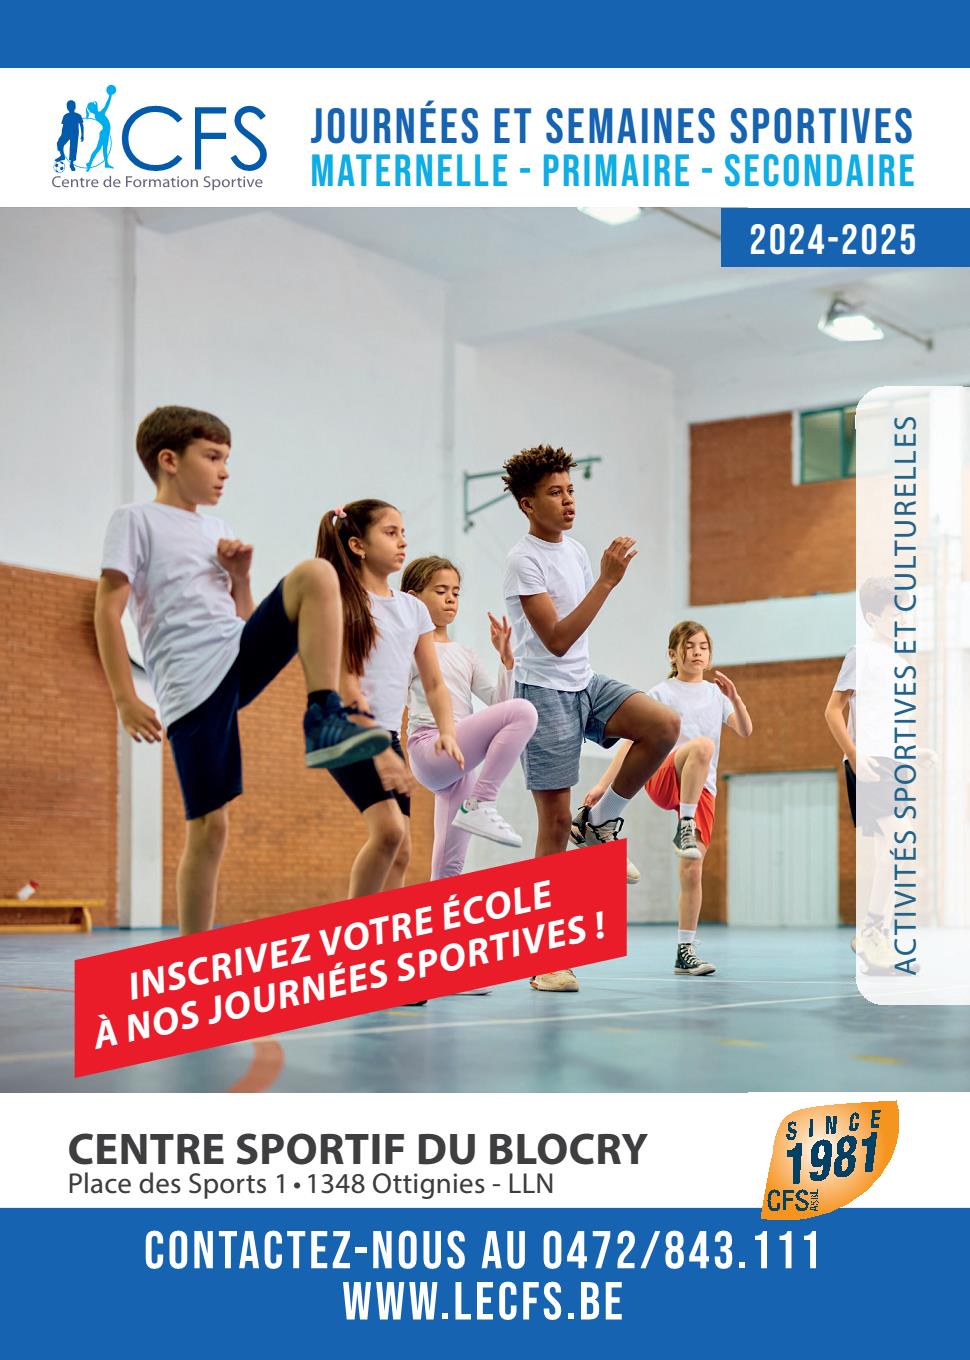 CFS
Centre de Formation Sportive
JOURNÉES ET SEMAINES SPORTIVES
MATERNELLE - PRIMAIRE - SECONDAIRE
2024-2025
ACTIVITÉS SPORTIVES ET CULTURELLES
INSCRIVEZ VOTRE ÉCOLE
À NOS JOURNÉES SPORTIVES !
CENTRE SPORTIF DU BLOCRY
Place des Sports 1 • 1348 Ottignies - LLN
SINCE
1981
CFS ASBL
CONTACTEZ-NOUS AU 0472/843.111
WWW.LECFS.BE